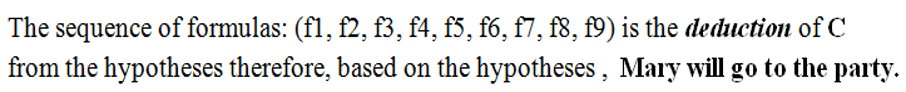 The sequence of formulas: (f1, f2, f3, f4, f5, f6, f7, f8, f9) is the deduction of C
from the hypotheses therefore, based on the hypotheses , Mary will go to the party.